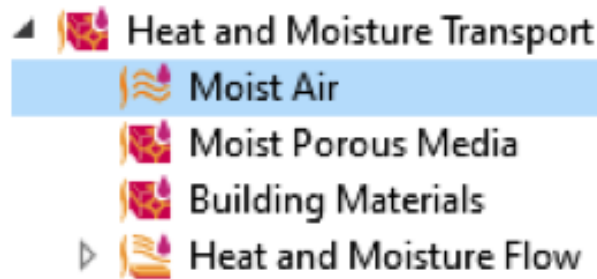 Heat and Moisture Transport
Moist Air
Moist Porous Media
Building Materials
Heat and Moisture Flow